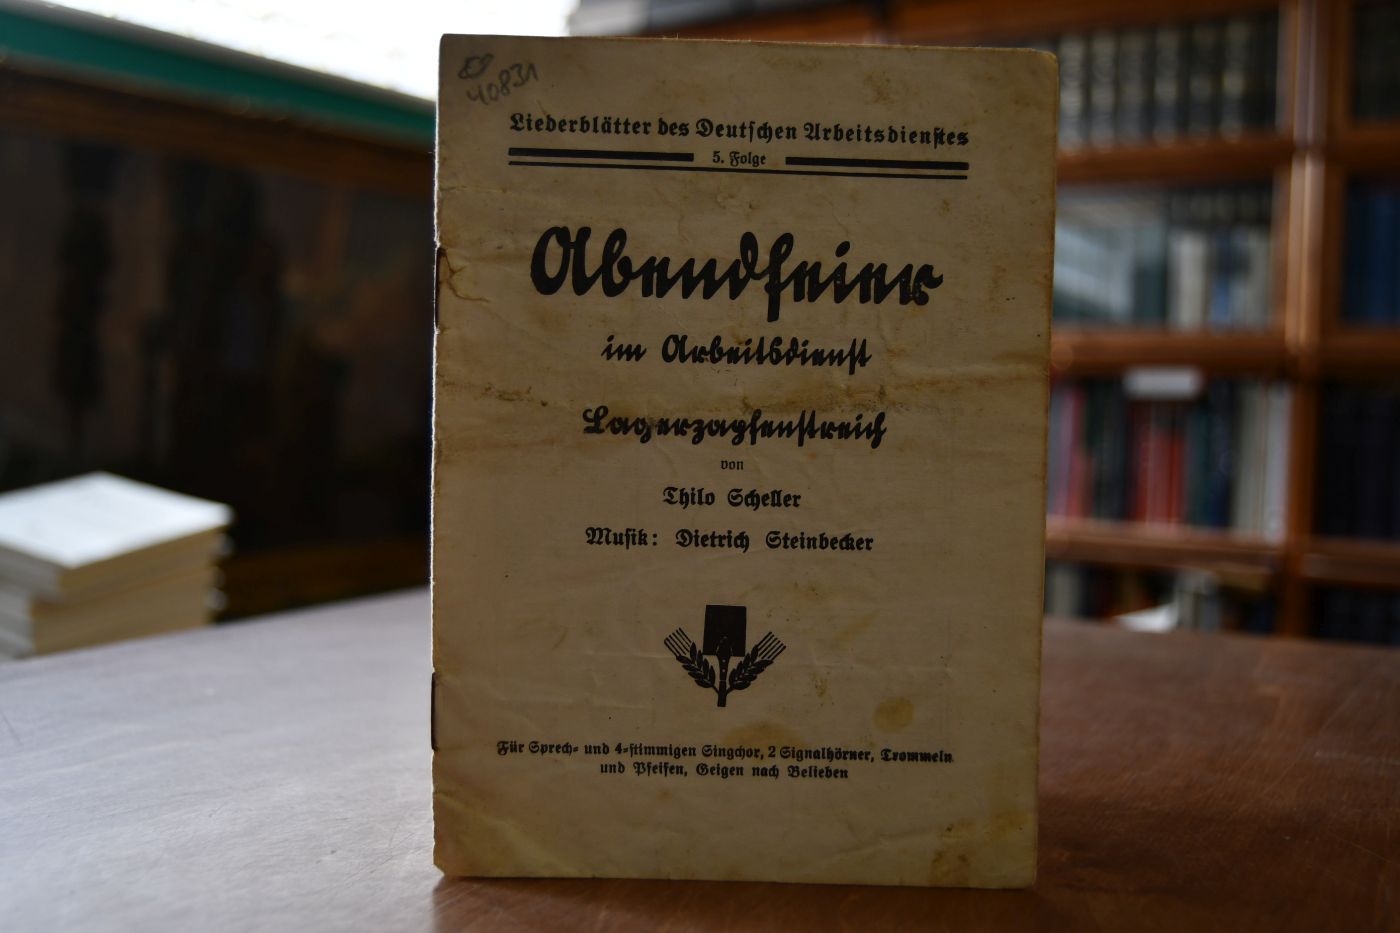 40831
Liederblätter des Deutschen Arbeitsdienstes
5. Folge
Abendfeier
im Arbeitsdienst
Lagerzapfenstreich
von
Thilo Scheller
Musik: Dietrich Steinbecker
Für Sprech- und 4-stimmigen Singchor, 2 Signalhörner, Trommeln
und Pfeifen, Geigen nach Belieben